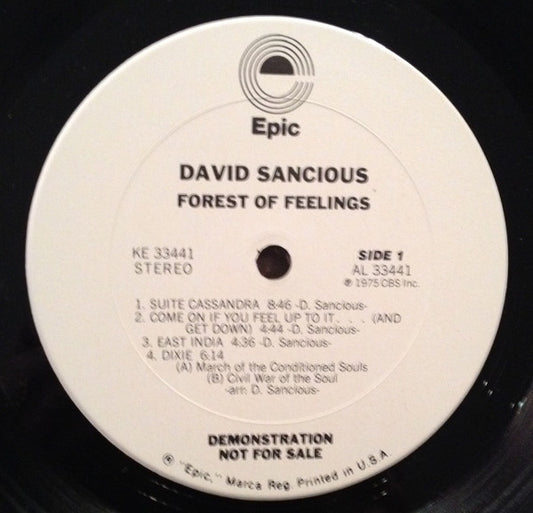 Epic
DAVID SANCIOUS
FOREST OF FEELINGS
KE 33441
STEREO
SIDE 1
AL 33441
℗ 1975 CBS Inc.
1. SUITE CASSANDRA 8:46 -D. Sancious-
2. COME ON IF YOU FEEL UP TO IT. . . (AND
GET DOWN) 4:44 -D. Sancious-
3. EAST INDIA 4:36 -D. Sancious-
4. DIXIE 6:14
(A) March of the Conditioned Souls
(B) Civil War of the Soul
-arr: D. Sancious-
DEMONSTRATION
NOT FOR SALE
® "Epic," Marca Reg. Printed in U.S.A.